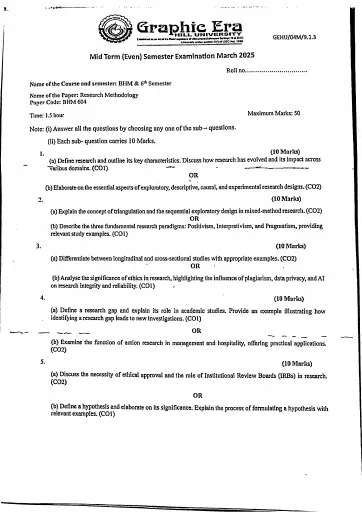 Graphic Era
HILL UNIVERSITY
GEHU/04M/9.1.3
Mid Term (Even) Semester Examination March 2025
Roll no.
Name of the Course and semester: BHM & 6th Semester
Name of the Paper: Research Methodology
Paper Code: BHM 604
Time: 1.5 hour
Maximum Marks: 50
Note: (i) Answer all the questions by choosing any one of the sub – questions.
(ii) Each sub- question carries 10 Marks.
1.
(10 Marks)
(a) Define research and outline its key characteristics. Discuss how research has evolved and its impact across
various domains. (CO1)
OR
(b) Elaborate on the essential aspects of exploratory, descriptive, causal, and experimental research designs. (CO2)
2.
(10 Marks)
(a) Explain the concept of triangulation and the sequential exploratory design in mixed-method research. (CO2)
OR
(b) Describe the three fundamental research paradigms: Positivism, Interpretivism, and Pragmatism, providing
relevant study examples. (CO1)
3.
(10 Marks)
(a) Differentiate between longitudinal and cross-sectional studies with appropriate examples. (CO2)
OR
(b) Analyse the significance of ethics in research, highlighting the influence of plagiarism, data privacy, and AI
on research integrity and reliability. (CO1)
4.
(10 Marks)
(a) Define a research gap and explain its role in academic studies. Provide an example illustrating how
identifying a research gap leads to new investigations. (CO1)
OR
(b) Examine the function of action research in management and hospitality, offering practical applications.
(CO2)
5.
(10 Marks)
(a) Discuss the necessity of ethical approval and the role of Institutional Review Boards (IRBs) in research.
(CO2)
OR
(b) Define a hypothesis and elaborate on its significance. Explain the process of formulating a hypothesis with
relevant examples. (CO1)